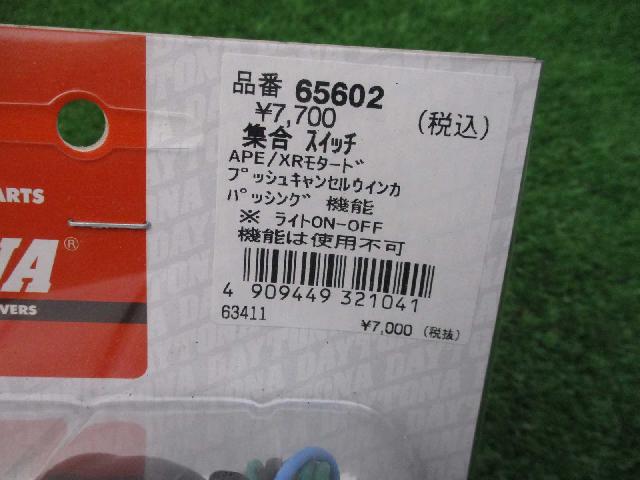 品番 65602
¥7,700 (税込)
集合 スイッチ
APE/XRモタード
プッシュキャンセルウインカ
パッシング 機能
※ ライトON-OFF
機能は使用不可
4 909449 321041
63411 ¥7,000 (税抜)
ARTS
NA®
VERS
DAYTONA